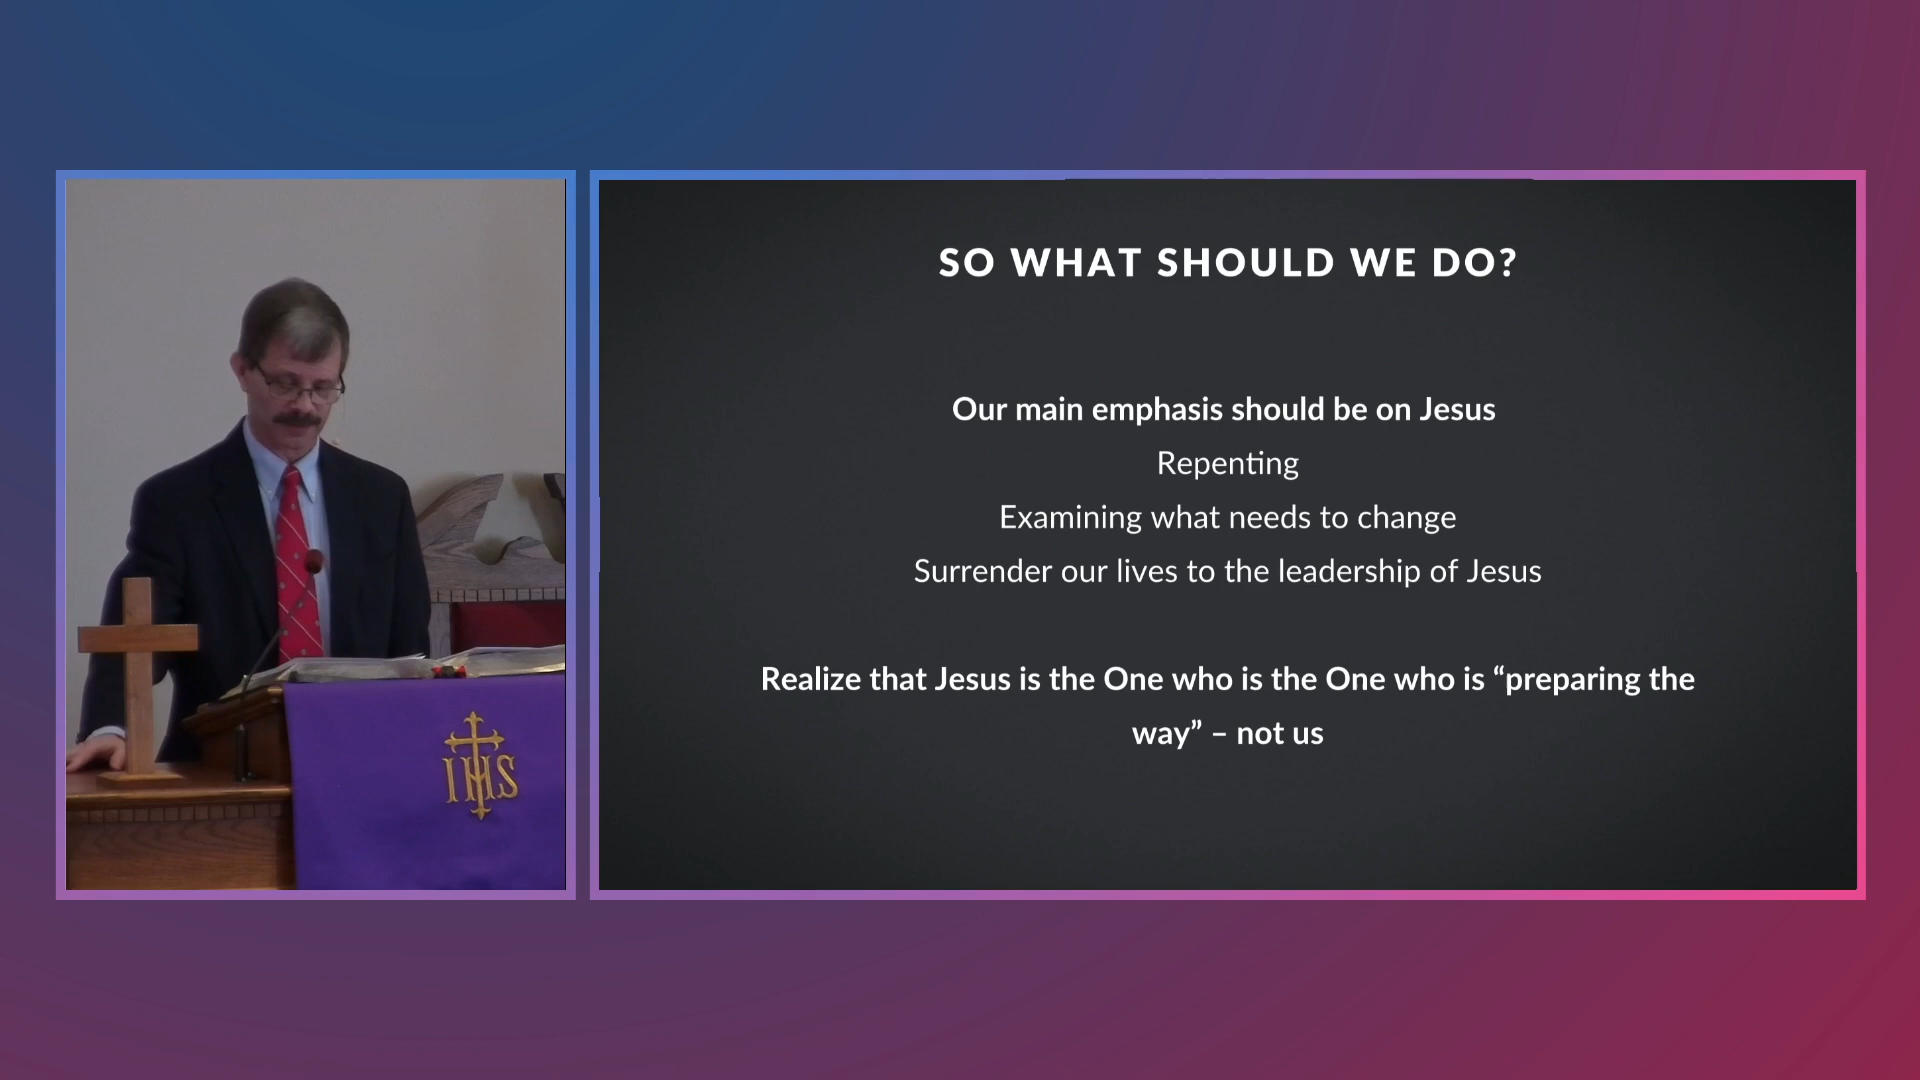 SO WHAT SHOULD WE DO?
Our main emphasis should be on Jesus
Repenting
Examining what needs to change
Surrender our lives to the leadership of Jesus
Realize that Jesus is the One who is the One who is “preparing the
way” – not us
IHS